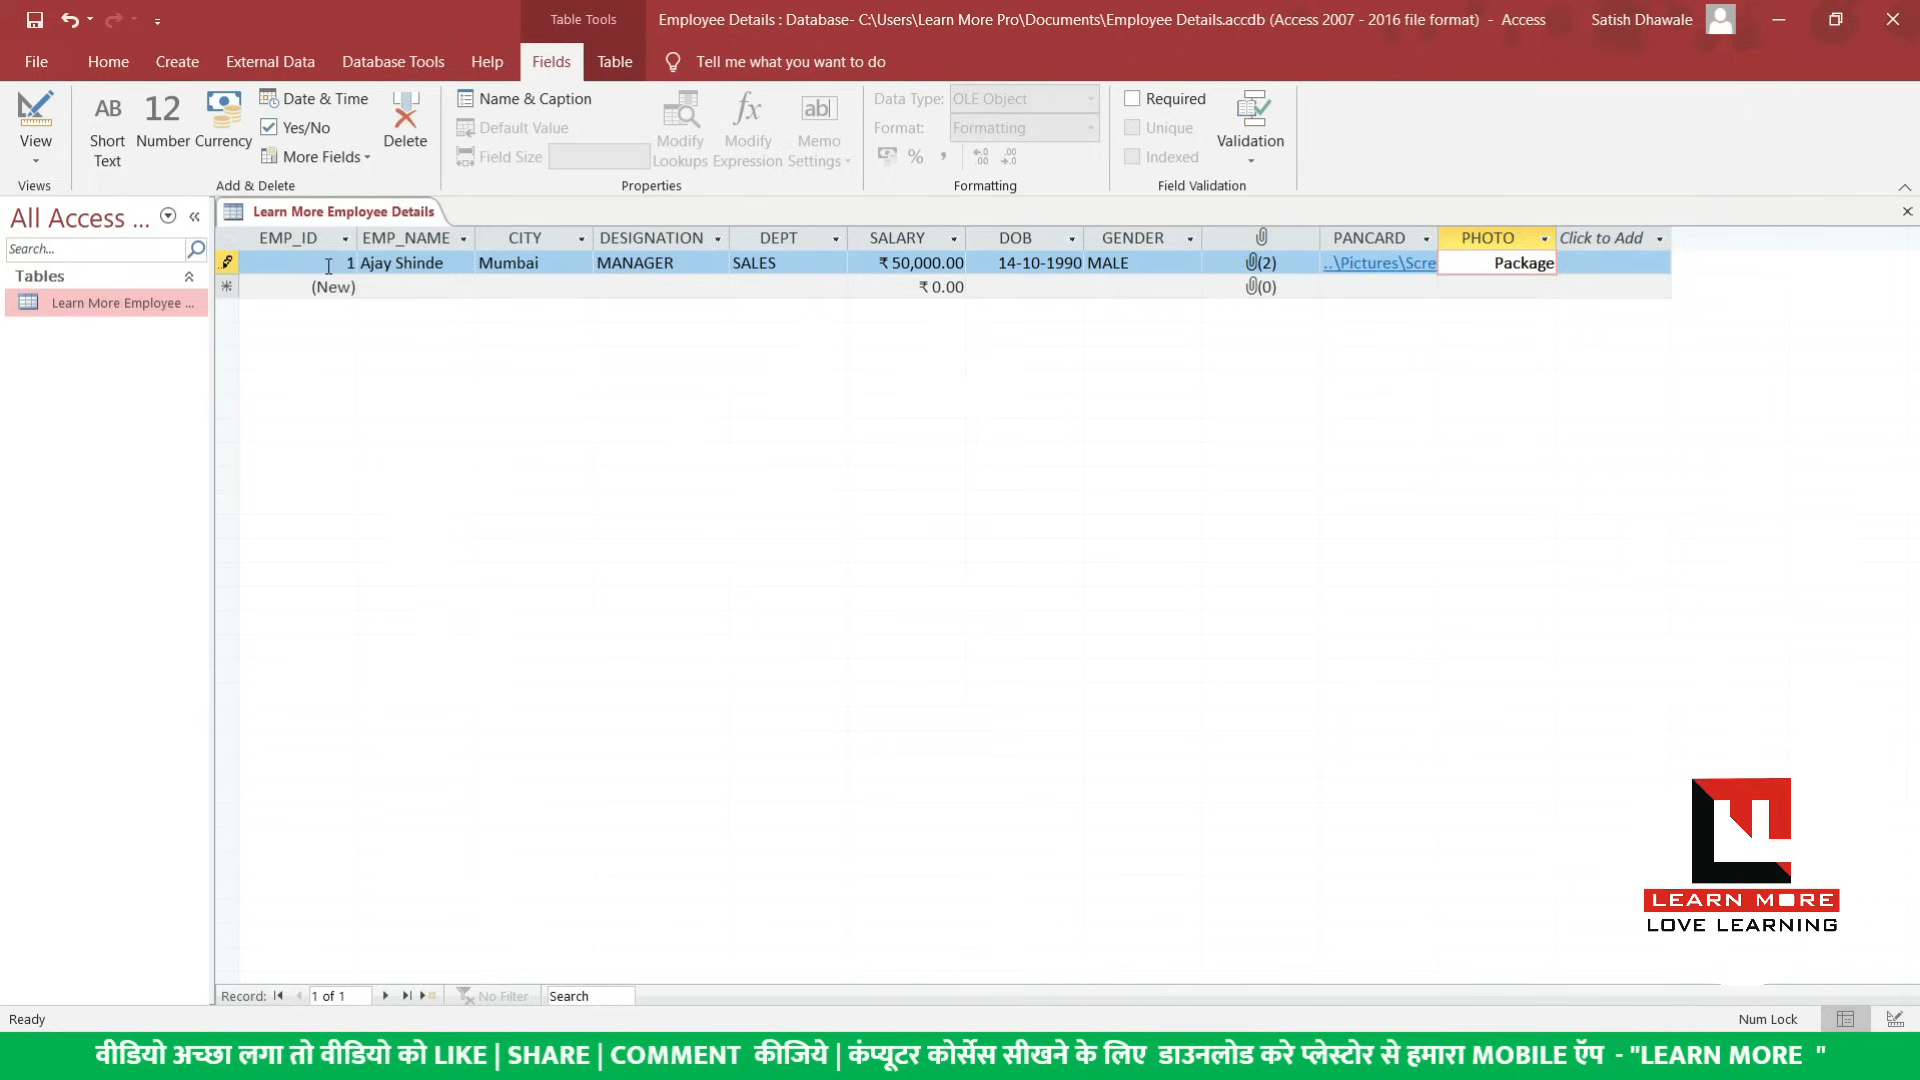 Table Tools
Employee Details : Database- C:\Users\Learn More Pro\Documents\Employee Details.accdb (Access 2007 - 2016 file format) - Access
Satish Dhawale
File Home Create External Data Database Tools Help Fields Table Tell me what you want to do
View
Views
AB
Short Text
12
Number
Currency
Date & Time
Yes/No
More Fields
Delete
Add & Delete
Name & Caption
Default Value
Field Size
fx
ab
Modify Lookups
Modify Expression
Memo Settings
Properties
Data Type: OLE Object
Format: Formatting
% , .00
Formatting
Required
Unique
Indexed
Validation
Field Validation
All Access ...
Search...
Tables
Learn More Employee ...
Learn More Employee Details
EMP_ID EMP_NAME CITY DESIGNATION DEPT SALARY DOB GENDER PANCARD PHOTO Click to Add
1 Ajay Shinde Mumbai MANAGER SALES ₹ 50,000.00 14-10-1990 MALE (2) ..\Pictures\Scre Package
(New) ₹ 0.00 (0)
LEARN MORE
LOVE LEARNING
Record: 1 of 1 No Filter Search
Ready
Num Lock
वीडियो अच्छा लगा तो वीडियो को LIKE | SHARE | COMMENT कीजिये | कंप्यूटर कोर्सेस सीखने के लिए डाउनलोड करे प्लेस्टोर से हमारा MOBILE ऍप - "LEARN MORE "